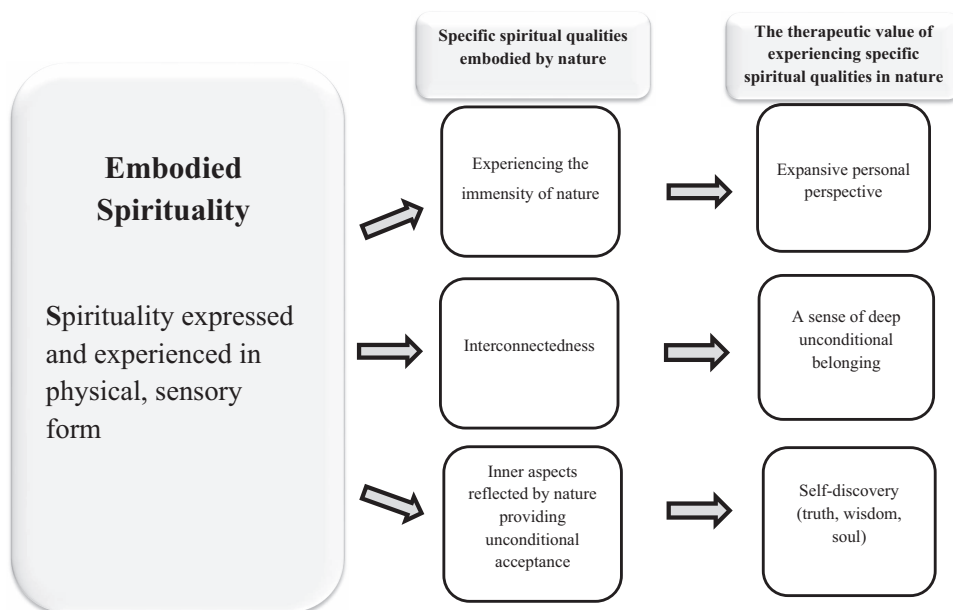 Embodied
Spirituality
Spirituality expressed
and experienced in
physical, sensory
form
Specific spiritual qualities
embodied by nature
Experiencing the
immensity of nature
Interconnectedness
Inner aspects
reflected by nature
providing
unconditional
acceptance
The therapeutic value of
experiencing specific
spiritual qualities in nature
Expansive personal
perspective
A sense of deep
unconditional
belonging
Self-discovery
(truth, wisdom,
soul)